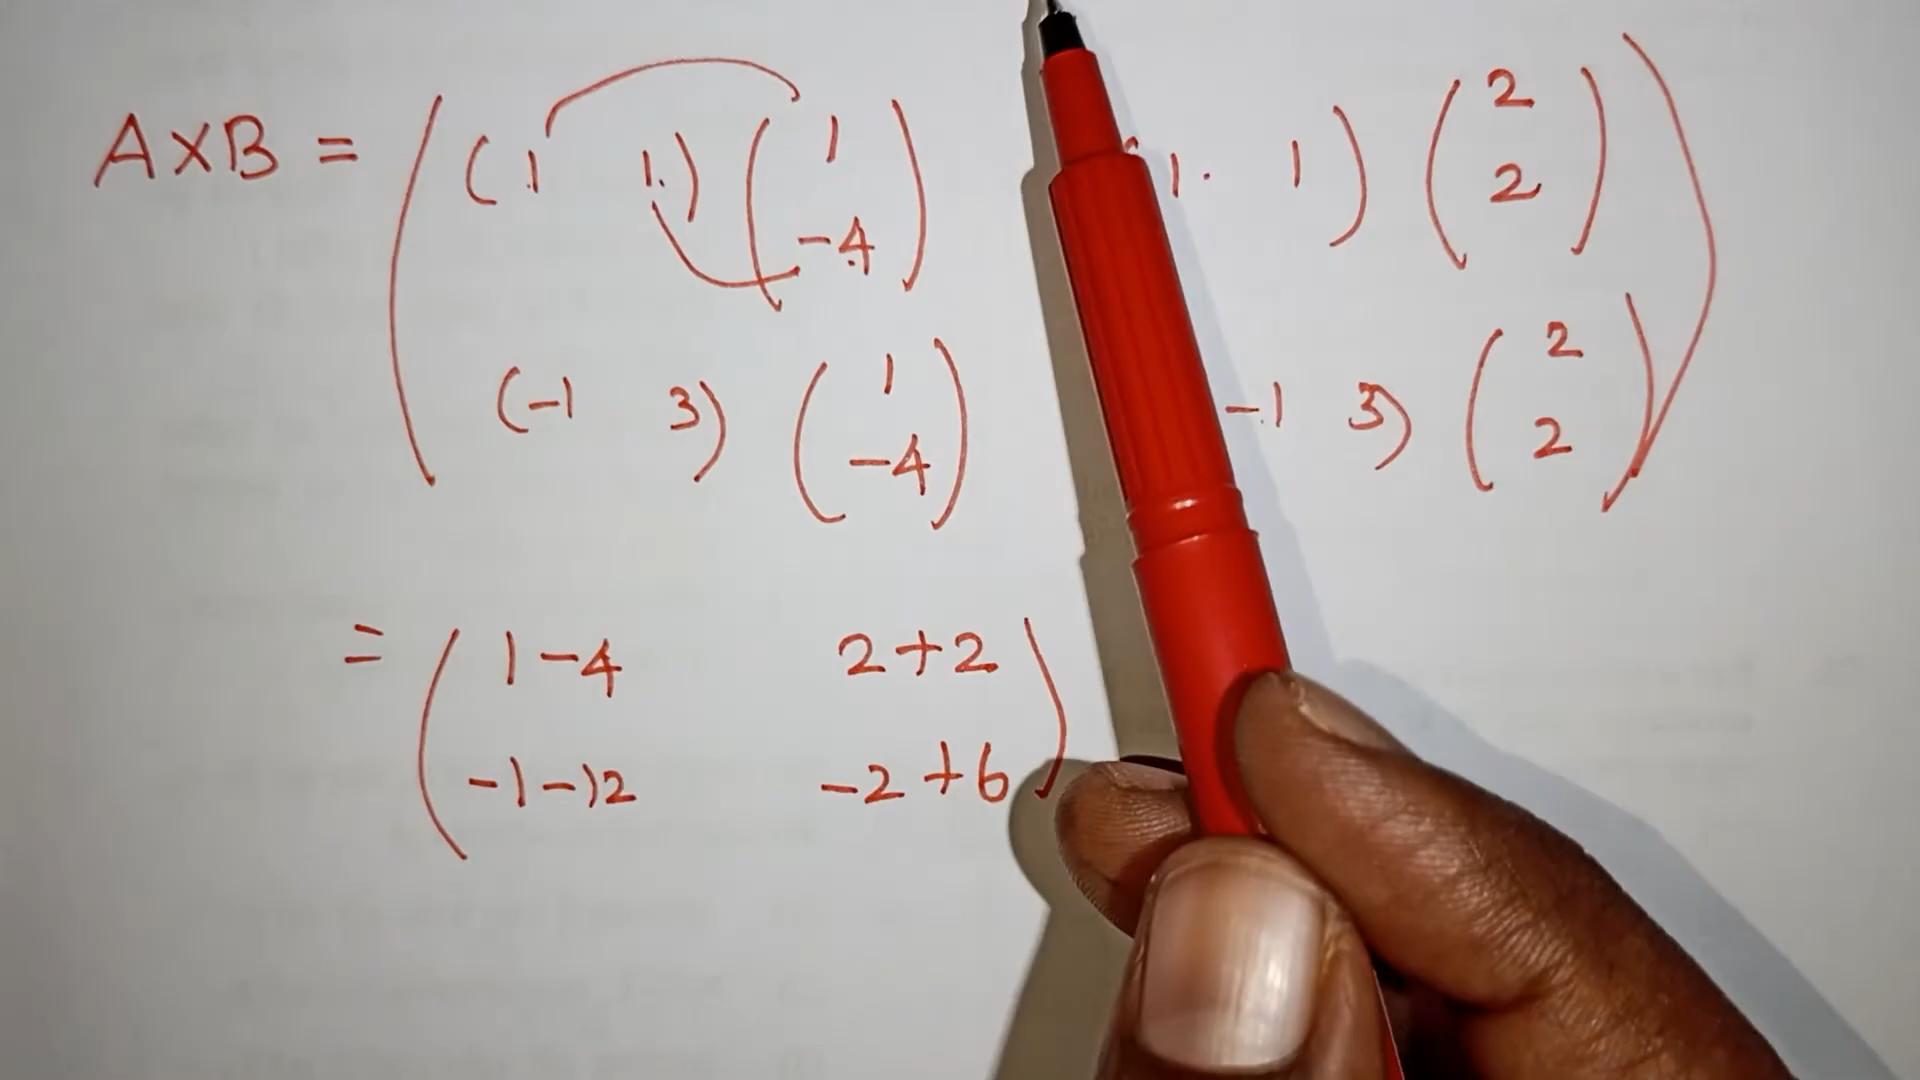 A×B = ( (1 1) ( 1 1) ( 2
-4 ) 1. 2 ) )
(-1 3) ( 1 -1 3) ( 2
-4 ) 2 )
= ( 1-4 2+2
-1-12 -2+6 )